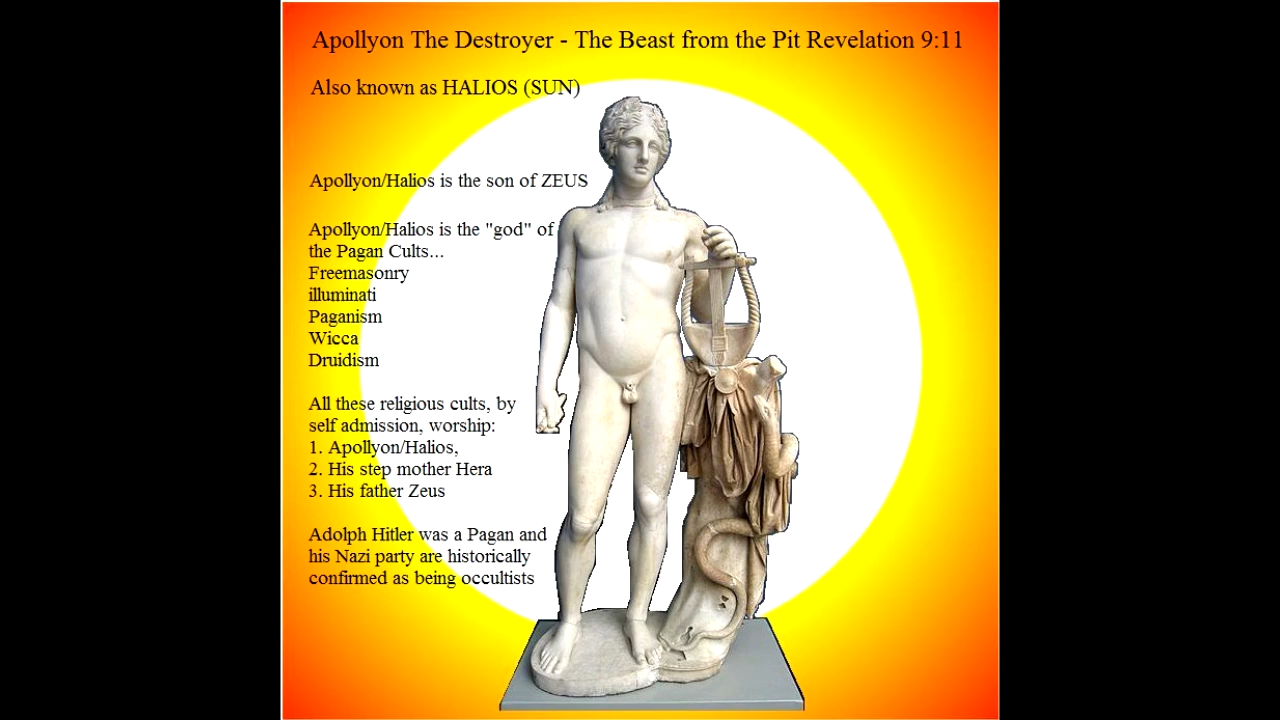 Apollyon The Destroyer - The Beast from the Pit Revelation 9:11
Also known as HALIOS (SUN)
Apollyon/Halios is the son of ZEUS
Apollyon/Halios is the "god" of
the Pagan Cults...
Freemasonry
illuminati
Paganism
Wicca
Druidism
All these religious cults, by
self admission, worship:
1. Apollyon/Halios,
2. His step mother Hera
3. His father Zeus
Adolph Hitler was a Pagan and
his Nazi party are historically
confirmed as being occultists